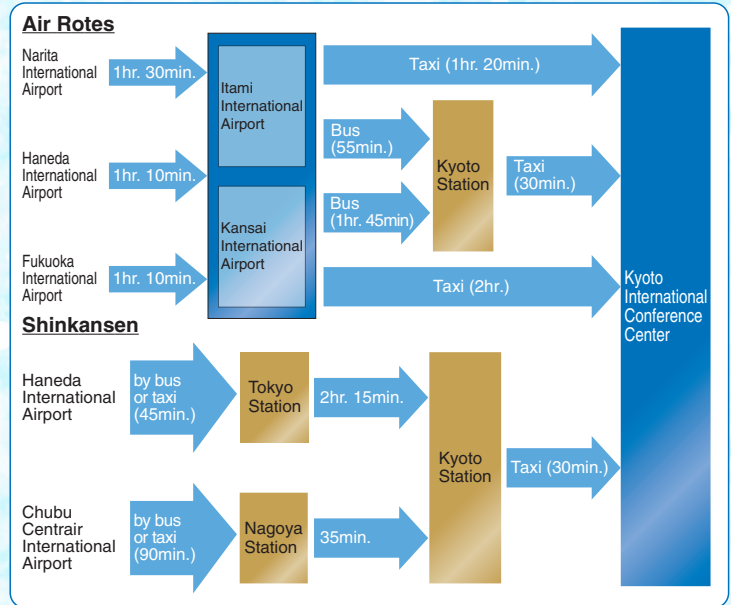 Air Rotes
Narita
International
Airport
1hr. 30min.
Haneda
International
Airport
1hr. 10min.
Fukuoka
International
Airport
1hr. 10min.
Itami
International
Airport
Kansai
International
Airport
Taxi (1hr. 20min.)
Bus
(55min.)
Bus
(1hr. 45min)
Kyoto
Station
Taxi
(30min.)
Taxi (2hr.)
Kyoto
International
Conference
Center
Shinkansen
Haneda
International
Airport
by bus
or taxi
(45min.)
Tokyo
Station
2hr. 15min.
Chubu
Centrair
International
Airport
by bus
or taxi
(90min.)
Nagoya
Station
35min.
Kyoto
Station
Taxi (30min.)